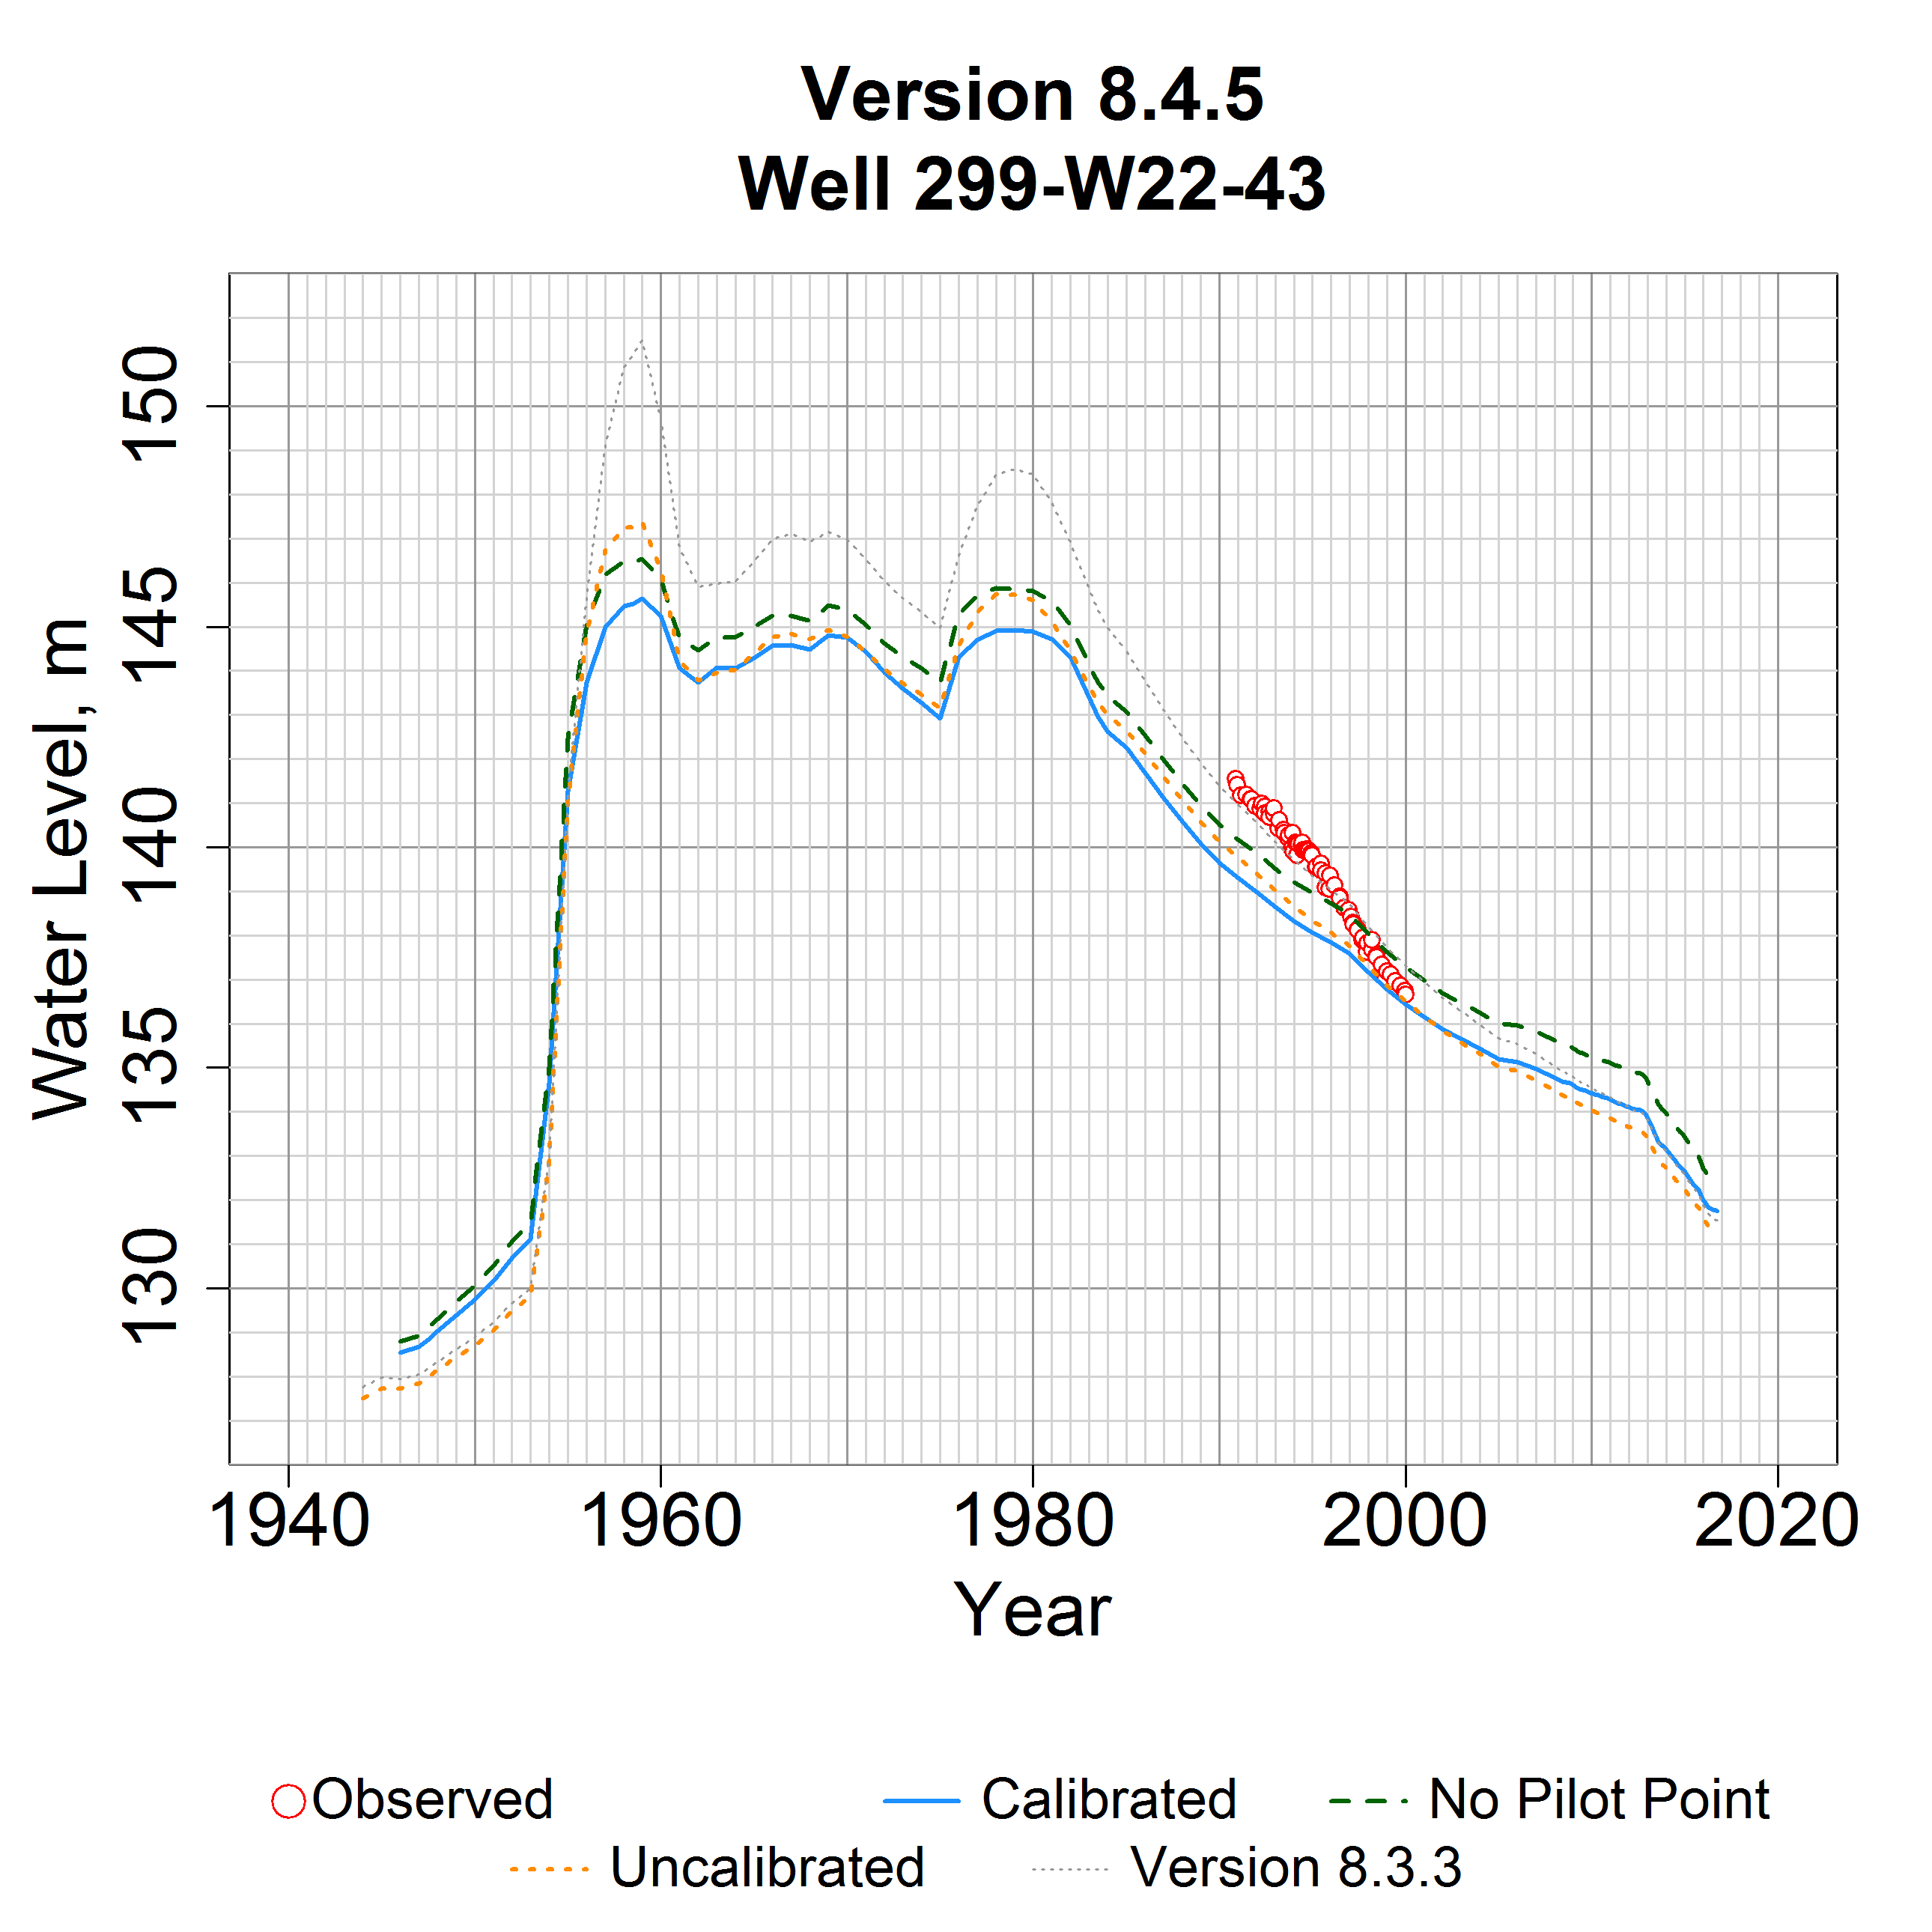 Version 8.4.5
Well 299-W22-43
Water Level, m
150
145
140
135
130
1940 1960 1980 2000 2020
Year
Observed Calibrated No Pilot Point
Uncalibrated Version 8.3.3